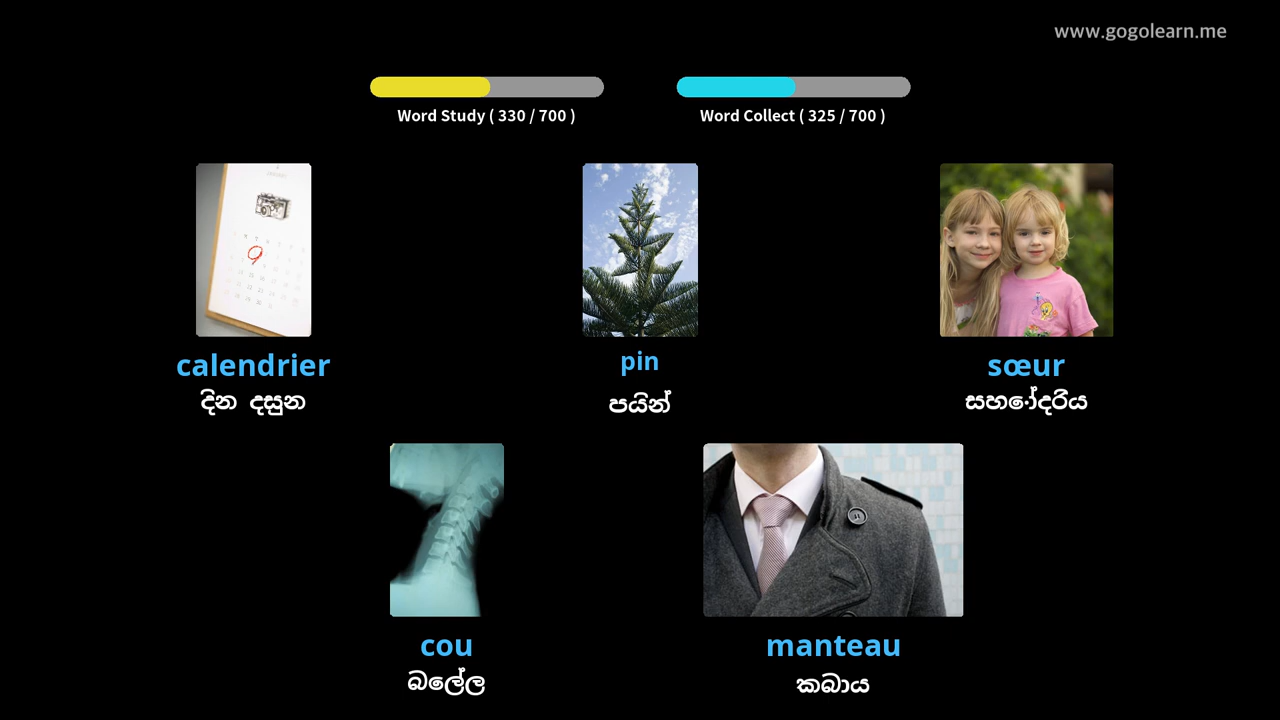 www.gogolearn.me
Word Study ( 330 / 700 )
Word Collect ( 325 / 700 )
calendrier
pin
sœur
දින දසුන
පයින්
සහෝදරිය
cou
manteau
බලේල
කබාය